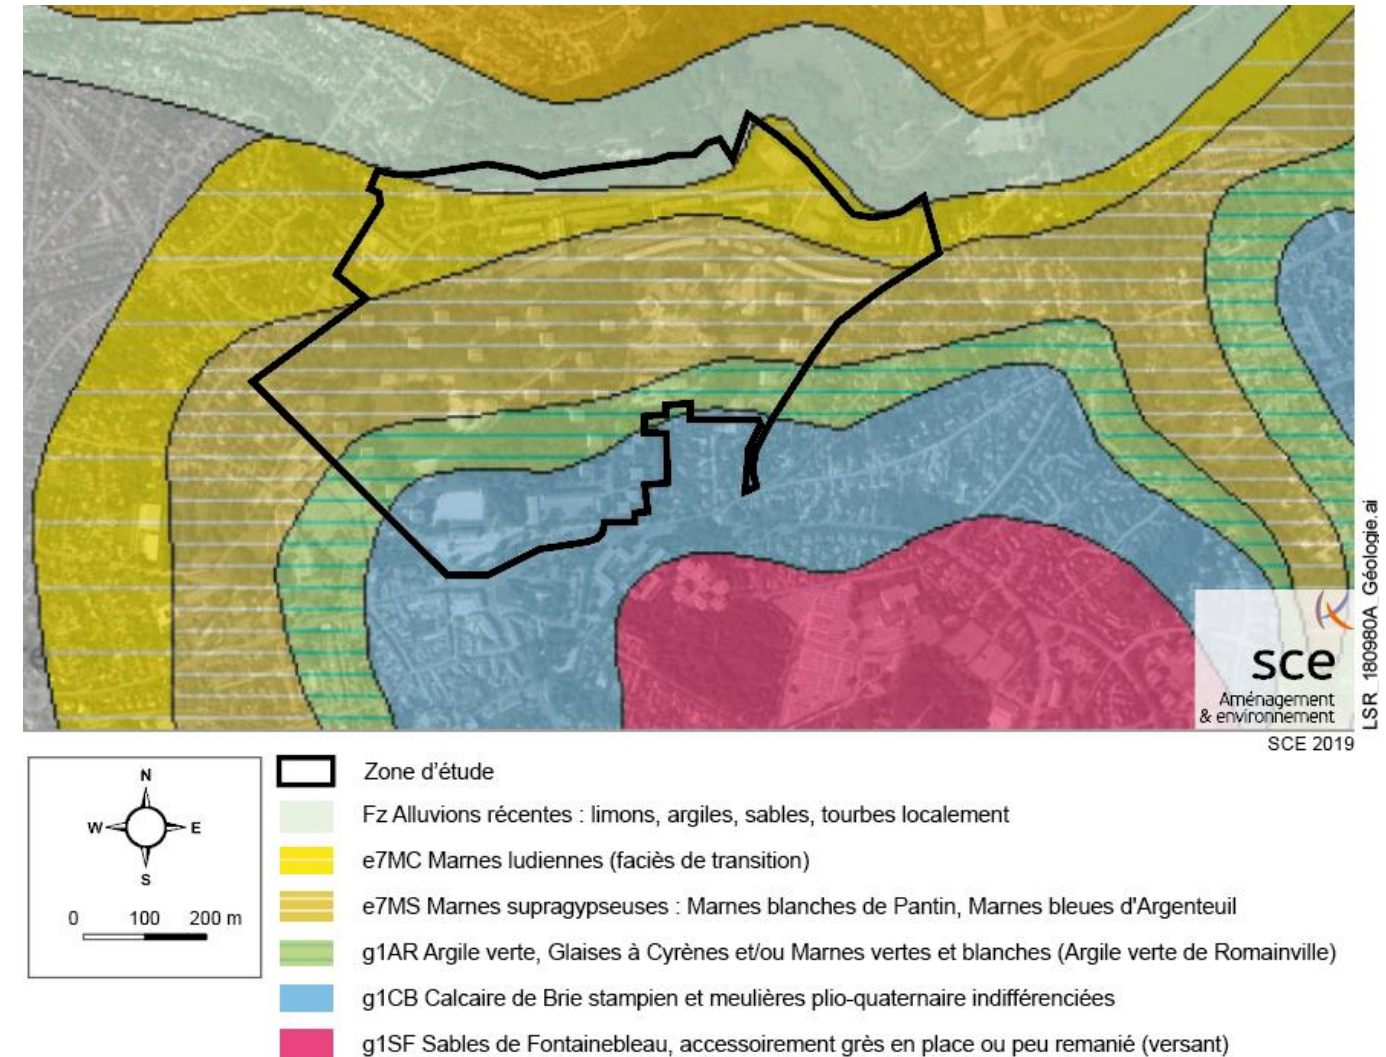 LSR_180980A_Géologie.ai
sce
Aménagement
& environnement
SCE 2019
N
W
E
S
0 100 200 m
Zone d'étude
Fz Alluvions récentes : limons, argiles, sables, tourbes localement
e7MC Marnes ludiennes (faciès de transition)
e7MS Marnes supragypseuses : Marnes blanches de Pantin, Marnes bleues d'Argenteuil
g1AR Argile verte, Glaises à Cyrènes et/ou Marnes vertes et blanches (Argile verte de Romainville)
g1CB Calcaire de Brie stampien et meulières plio-quaternaire indifférenciées
g1SF Sables de Fontainebleau, accessoirement grès en place ou peu remanié (versant)